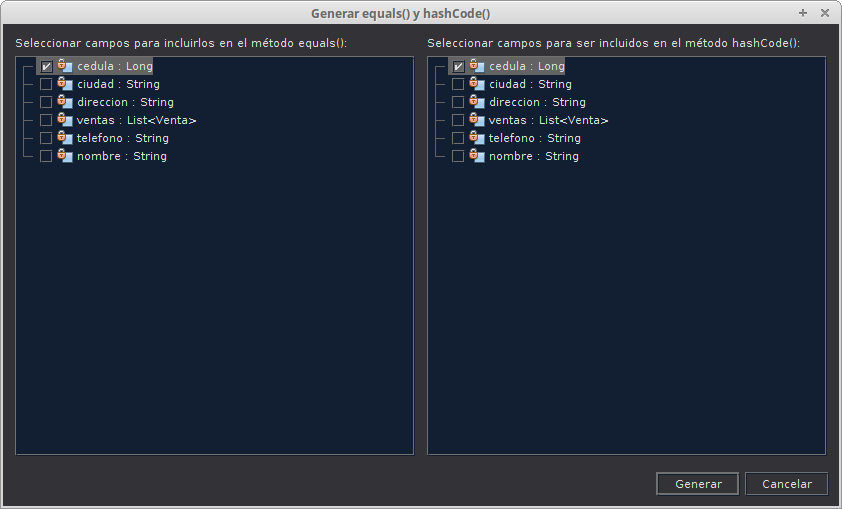 Generar equals() y hashCode()
Seleccionar campos para incluirlos en el método equals():
cedula : Long
ciudad : String
direccion : String
ventas : List<Venta>
telefono : String
nombre : String
Seleccionar campos para ser incluidos en el método hashCode():
cedula : Long
ciudad : String
direccion : String
ventas : List<Venta>
telefono : String
nombre : String
Generar
Cancelar